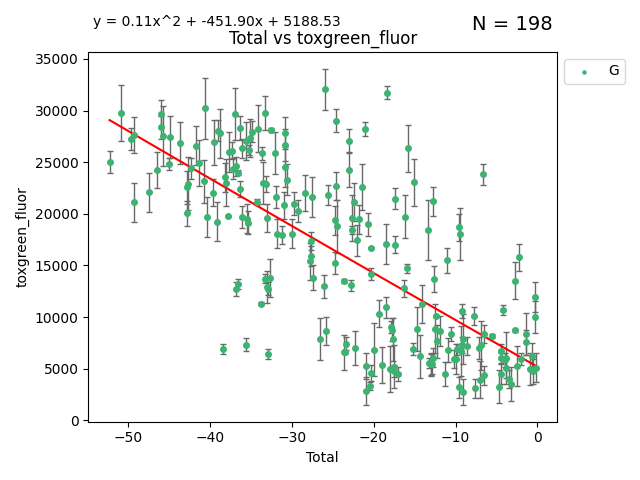 y = 0.11x^2 + -451.90x + 5188.53
N = 198
Total vs toxgreen_fluor
G
toxgreen_fluor
35000
30000
25000
20000
15000
10000
5000
0
−50 −40 −30 −20 −10 0
Total